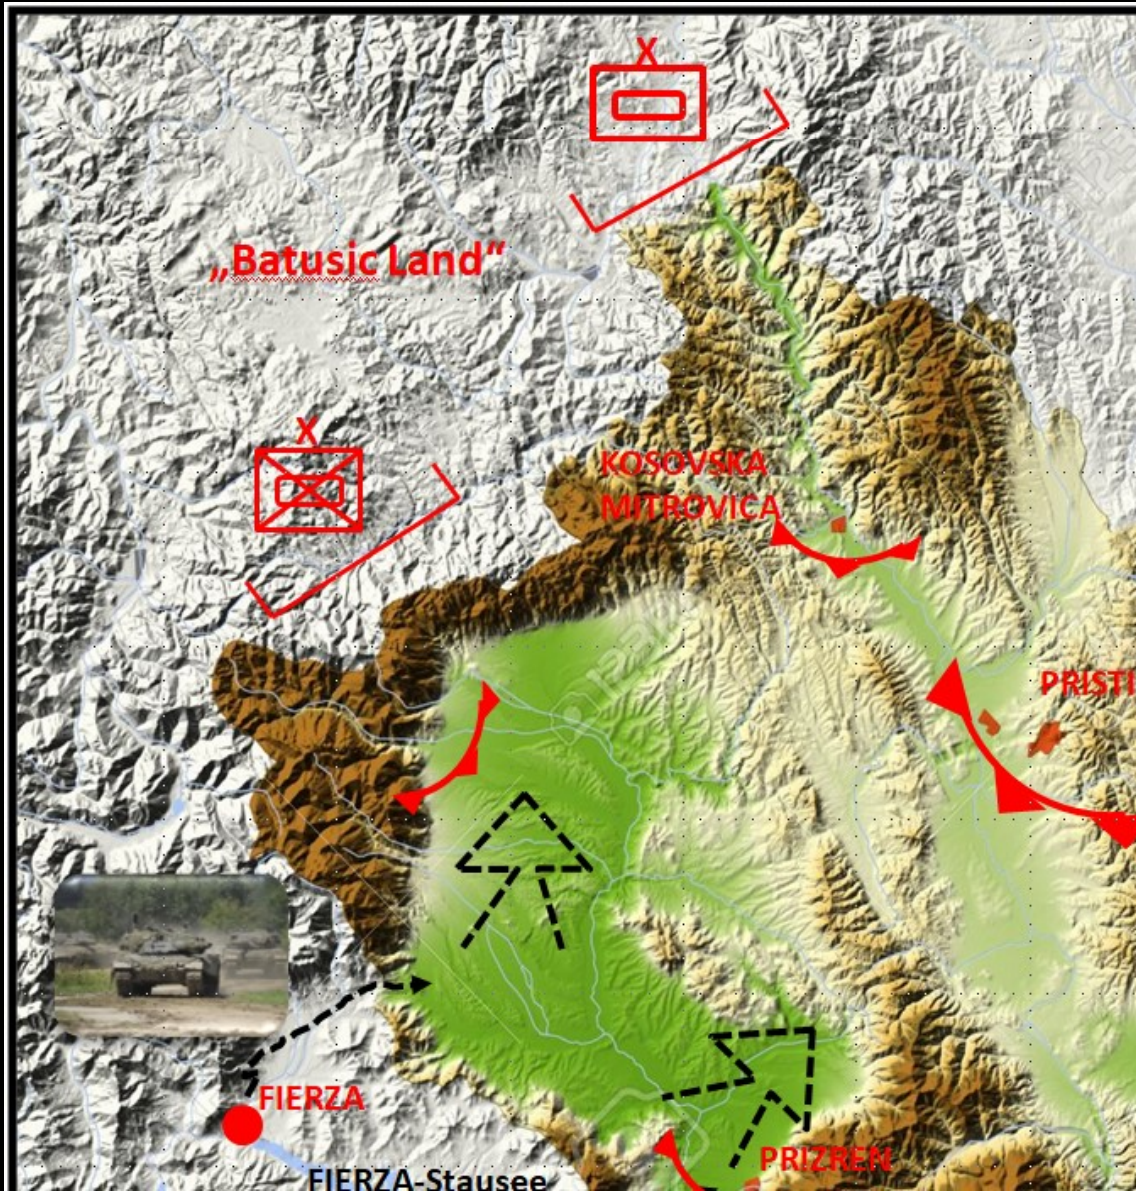 X
„Batusic Land“
X
KOSOVSKA
MITROVICA
PRISTI
FIERZA
PRIZREN
FIERZA-Stausee